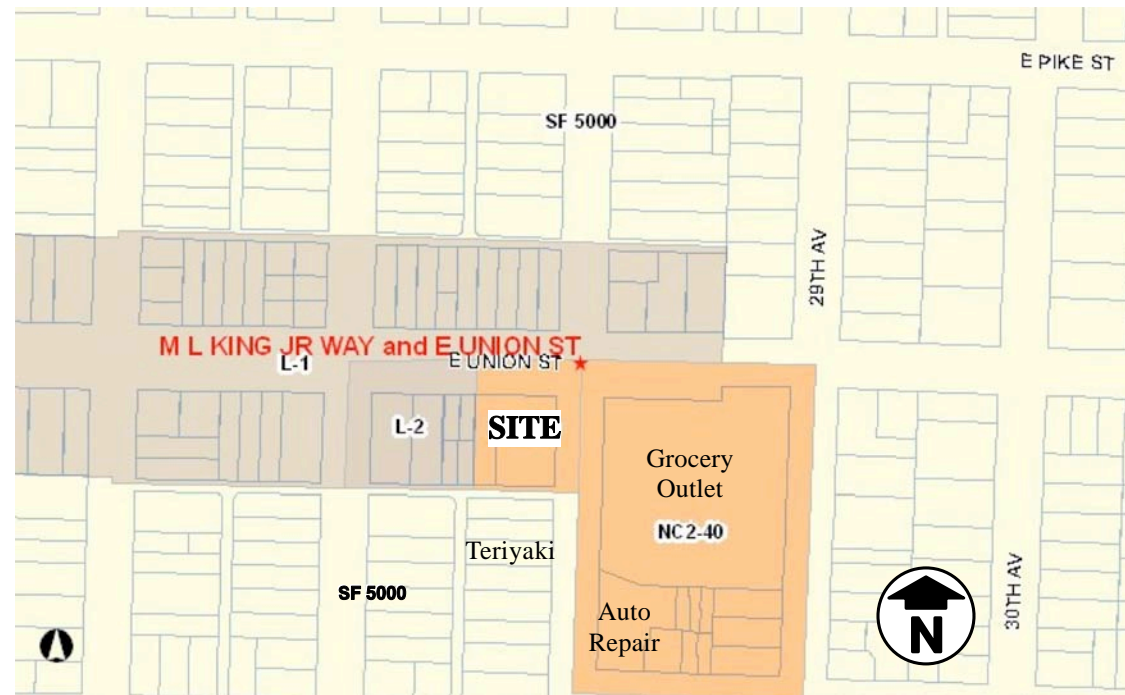 E PIKE ST
SF 5000
29TH AV
M L KING JR WAY and E UNION ST
E UNION ST
L-1
L-2
SITE
Grocery
Outlet
NC2-40
Teriyaki
SF 5000
Auto
Repair
N
30TH AV